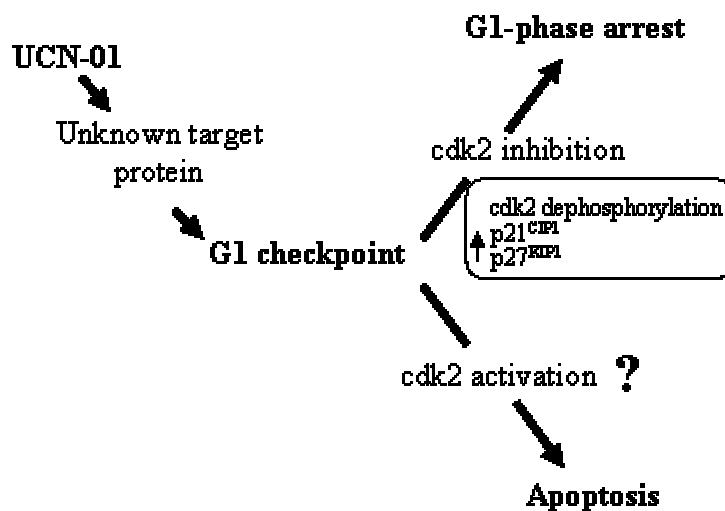 G1-phase arrest
UCN-01
Unknown target
protein
cdk2 inhibition
cdk2 dephosphorylation
p21CIP1
p27KIP1
G1 checkpoint
cdk2 activation ?
Apoptosis